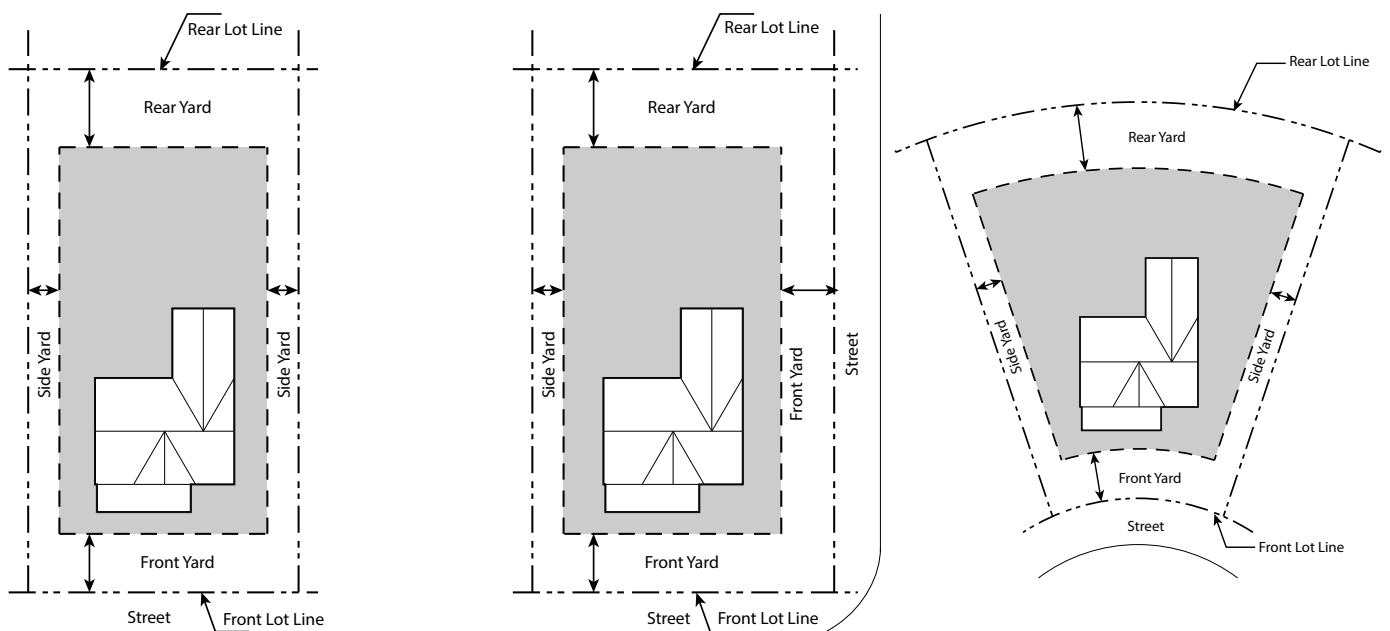 Rear Lot Line
Rear Yard
Side Yard
Side Yard
Front Yard
Street
Front Lot Line
Rear Lot Line
Rear Yard
Side Yard
Front Yard
Street
Front Yard
Street
Front Lot Line
Rear Lot Line
Rear Yard
Side Yard
Side Yard
Front Yard
Street
Front Lot Line